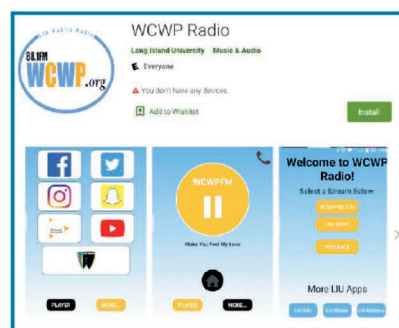 WCWP Radio
Long Island University Music & Audio
E Everyone
You don't have any devices.
Add to Wishlist
Install
LIU Public Radio
88.1FM
WCWP.org
PLAYER
MORE...
WCWPFM
Make You Feel My Love
PLAYER
MORE...
Welcome to WCWP
Radio!
Select a Stream Below
FEEDBACK
More LIU Apps